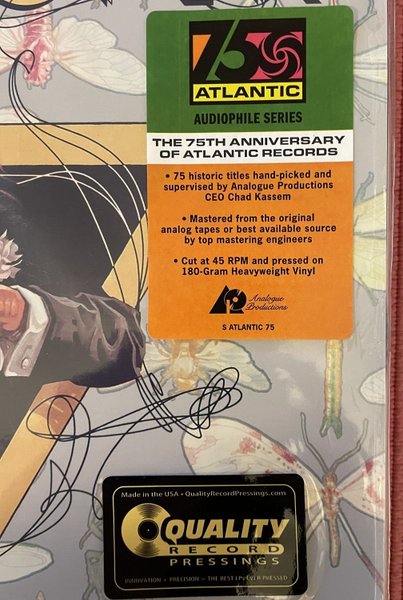 75
ATLANTIC
AUDIOPHILE SERIES
THE 75TH ANNIVERSARY
OF ATLANTIC RECORDS
• 75 historic titles hand-picked and
supervised by Analogue Productions
CEO Chad Kassem
• Mastered from the original
analog tapes or best available source
by top mastering engineers
• Cut at 45 RPM and pressed on
180-Gram Heavyweight Vinyl
Analogue
Productions
S ATLANTIC 75
Made in the USA • QualityRecordPressings.com
QUALITY
RECORD
PRESSINGS
INNOVATION • PRECISION • THE BEST LPs EVER PRESSED